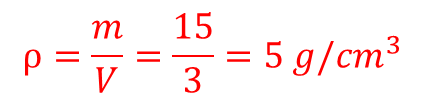 ρ = m/V = 15/3 = 5 g/cm³